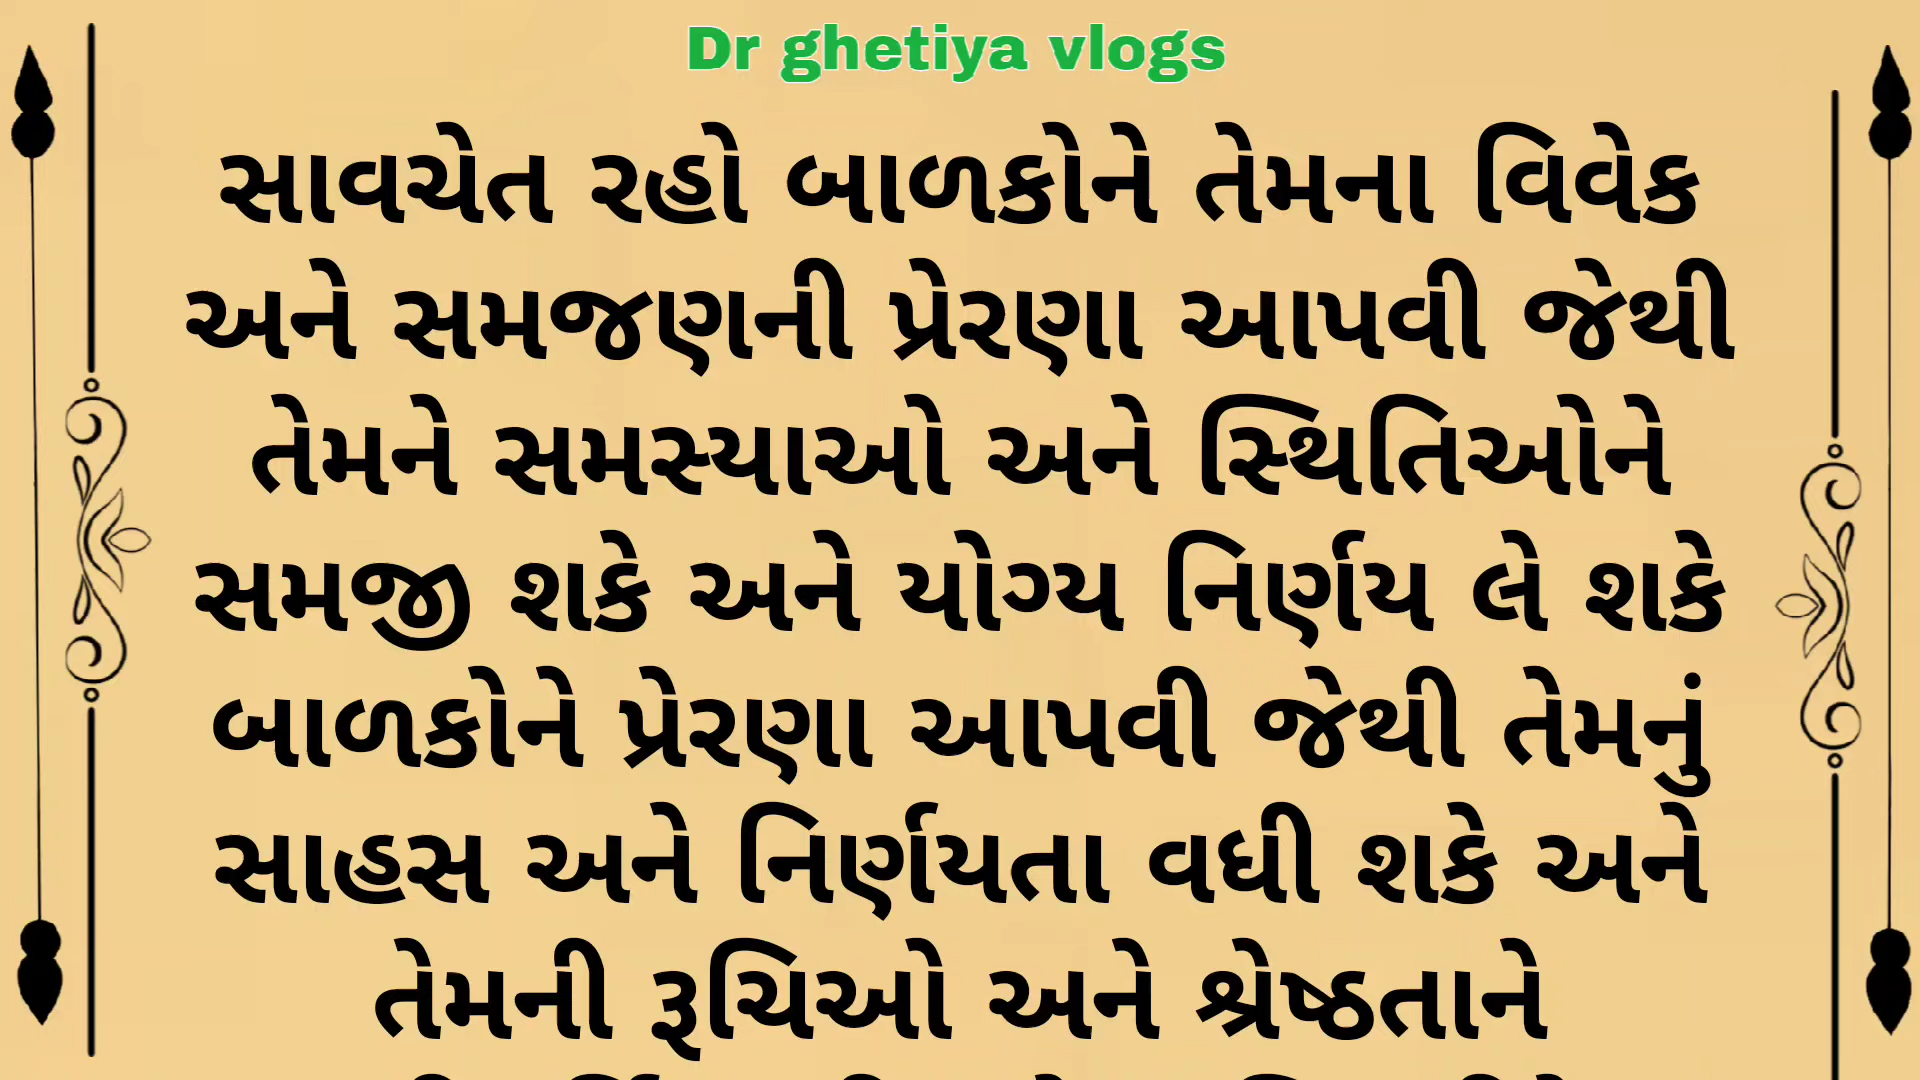 Dr ghetiya vlogs
સાવચેત રહો બાળકોને તેમના વિવેક
અને સમજણની પ્રેરણા આપવી જેથી
તેમને સમસ્યાઓ અને સ્થિતિઓને
સમજી શકે અને યોગ્ય નિર્ણય લે શકે
બાળકોને પ્રેરણા આપવી જેથી તેમનું
સાહસ અને નિર્ણયતા વધી શકે અને
તેમની રૂચિઓ અને શ્રેષ્ઠતાને